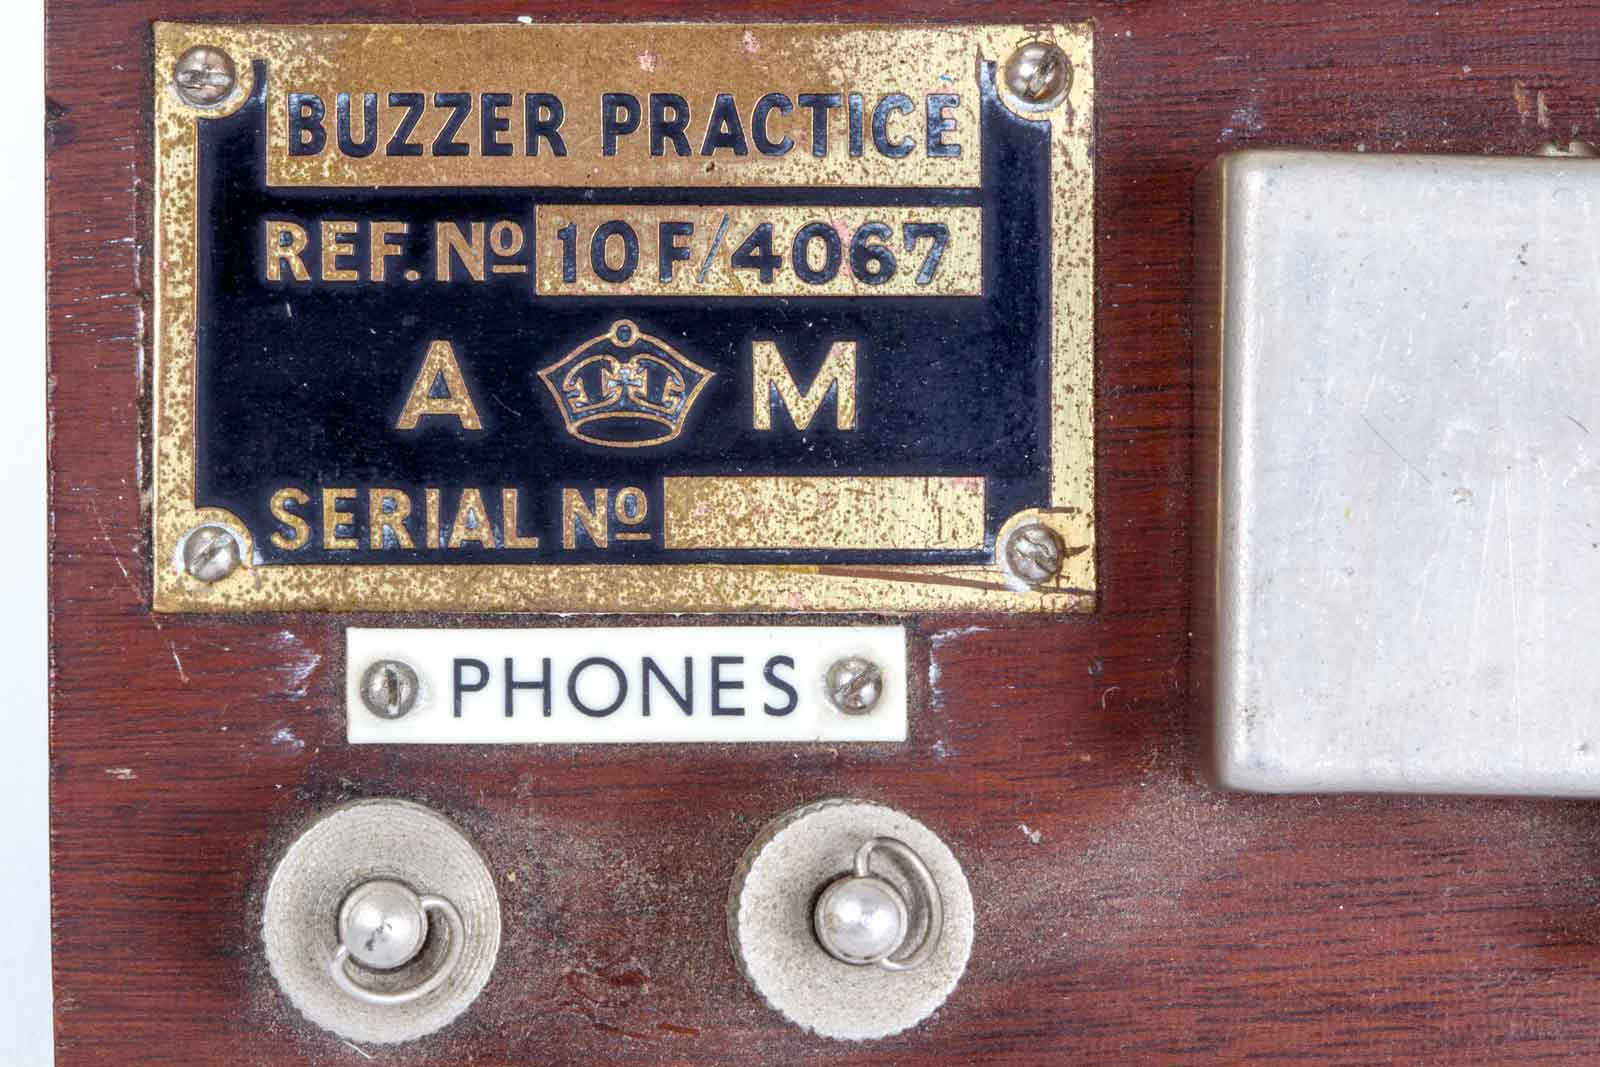 BUZZER PRACTICE
REF. No 10F/4067
A M
SERIAL No
PHONES